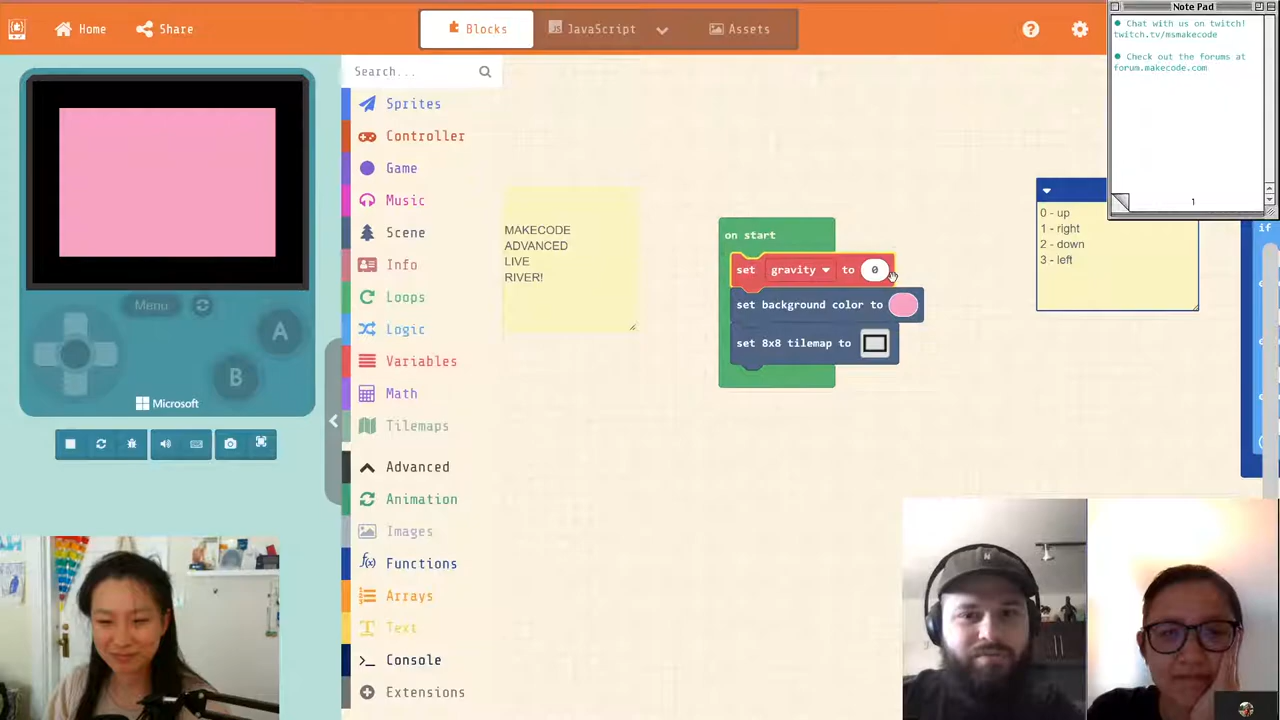 Home
Share
Blocks
JavaScript
Assets
Note Pad
Chat with us on twitch!
twitch.tv/msmakecode
Check out the forums at
forum.makecode.com
1
Search...
Sprites
Controller
Game
Music
Scene
Info
Loops
Logic
Variables
Math
Tilemaps
Advanced
Animation
Images
Functions
Arrays
Text
Console
Extensions
Menu
A
B
Microsoft
MAKECODE
ADVANCED
LIVE
RIVER!
on start
set gravity to 0
set background color to
set 8x8 tilemap to
0 - up
1 - right
2 - down
3 - left
if